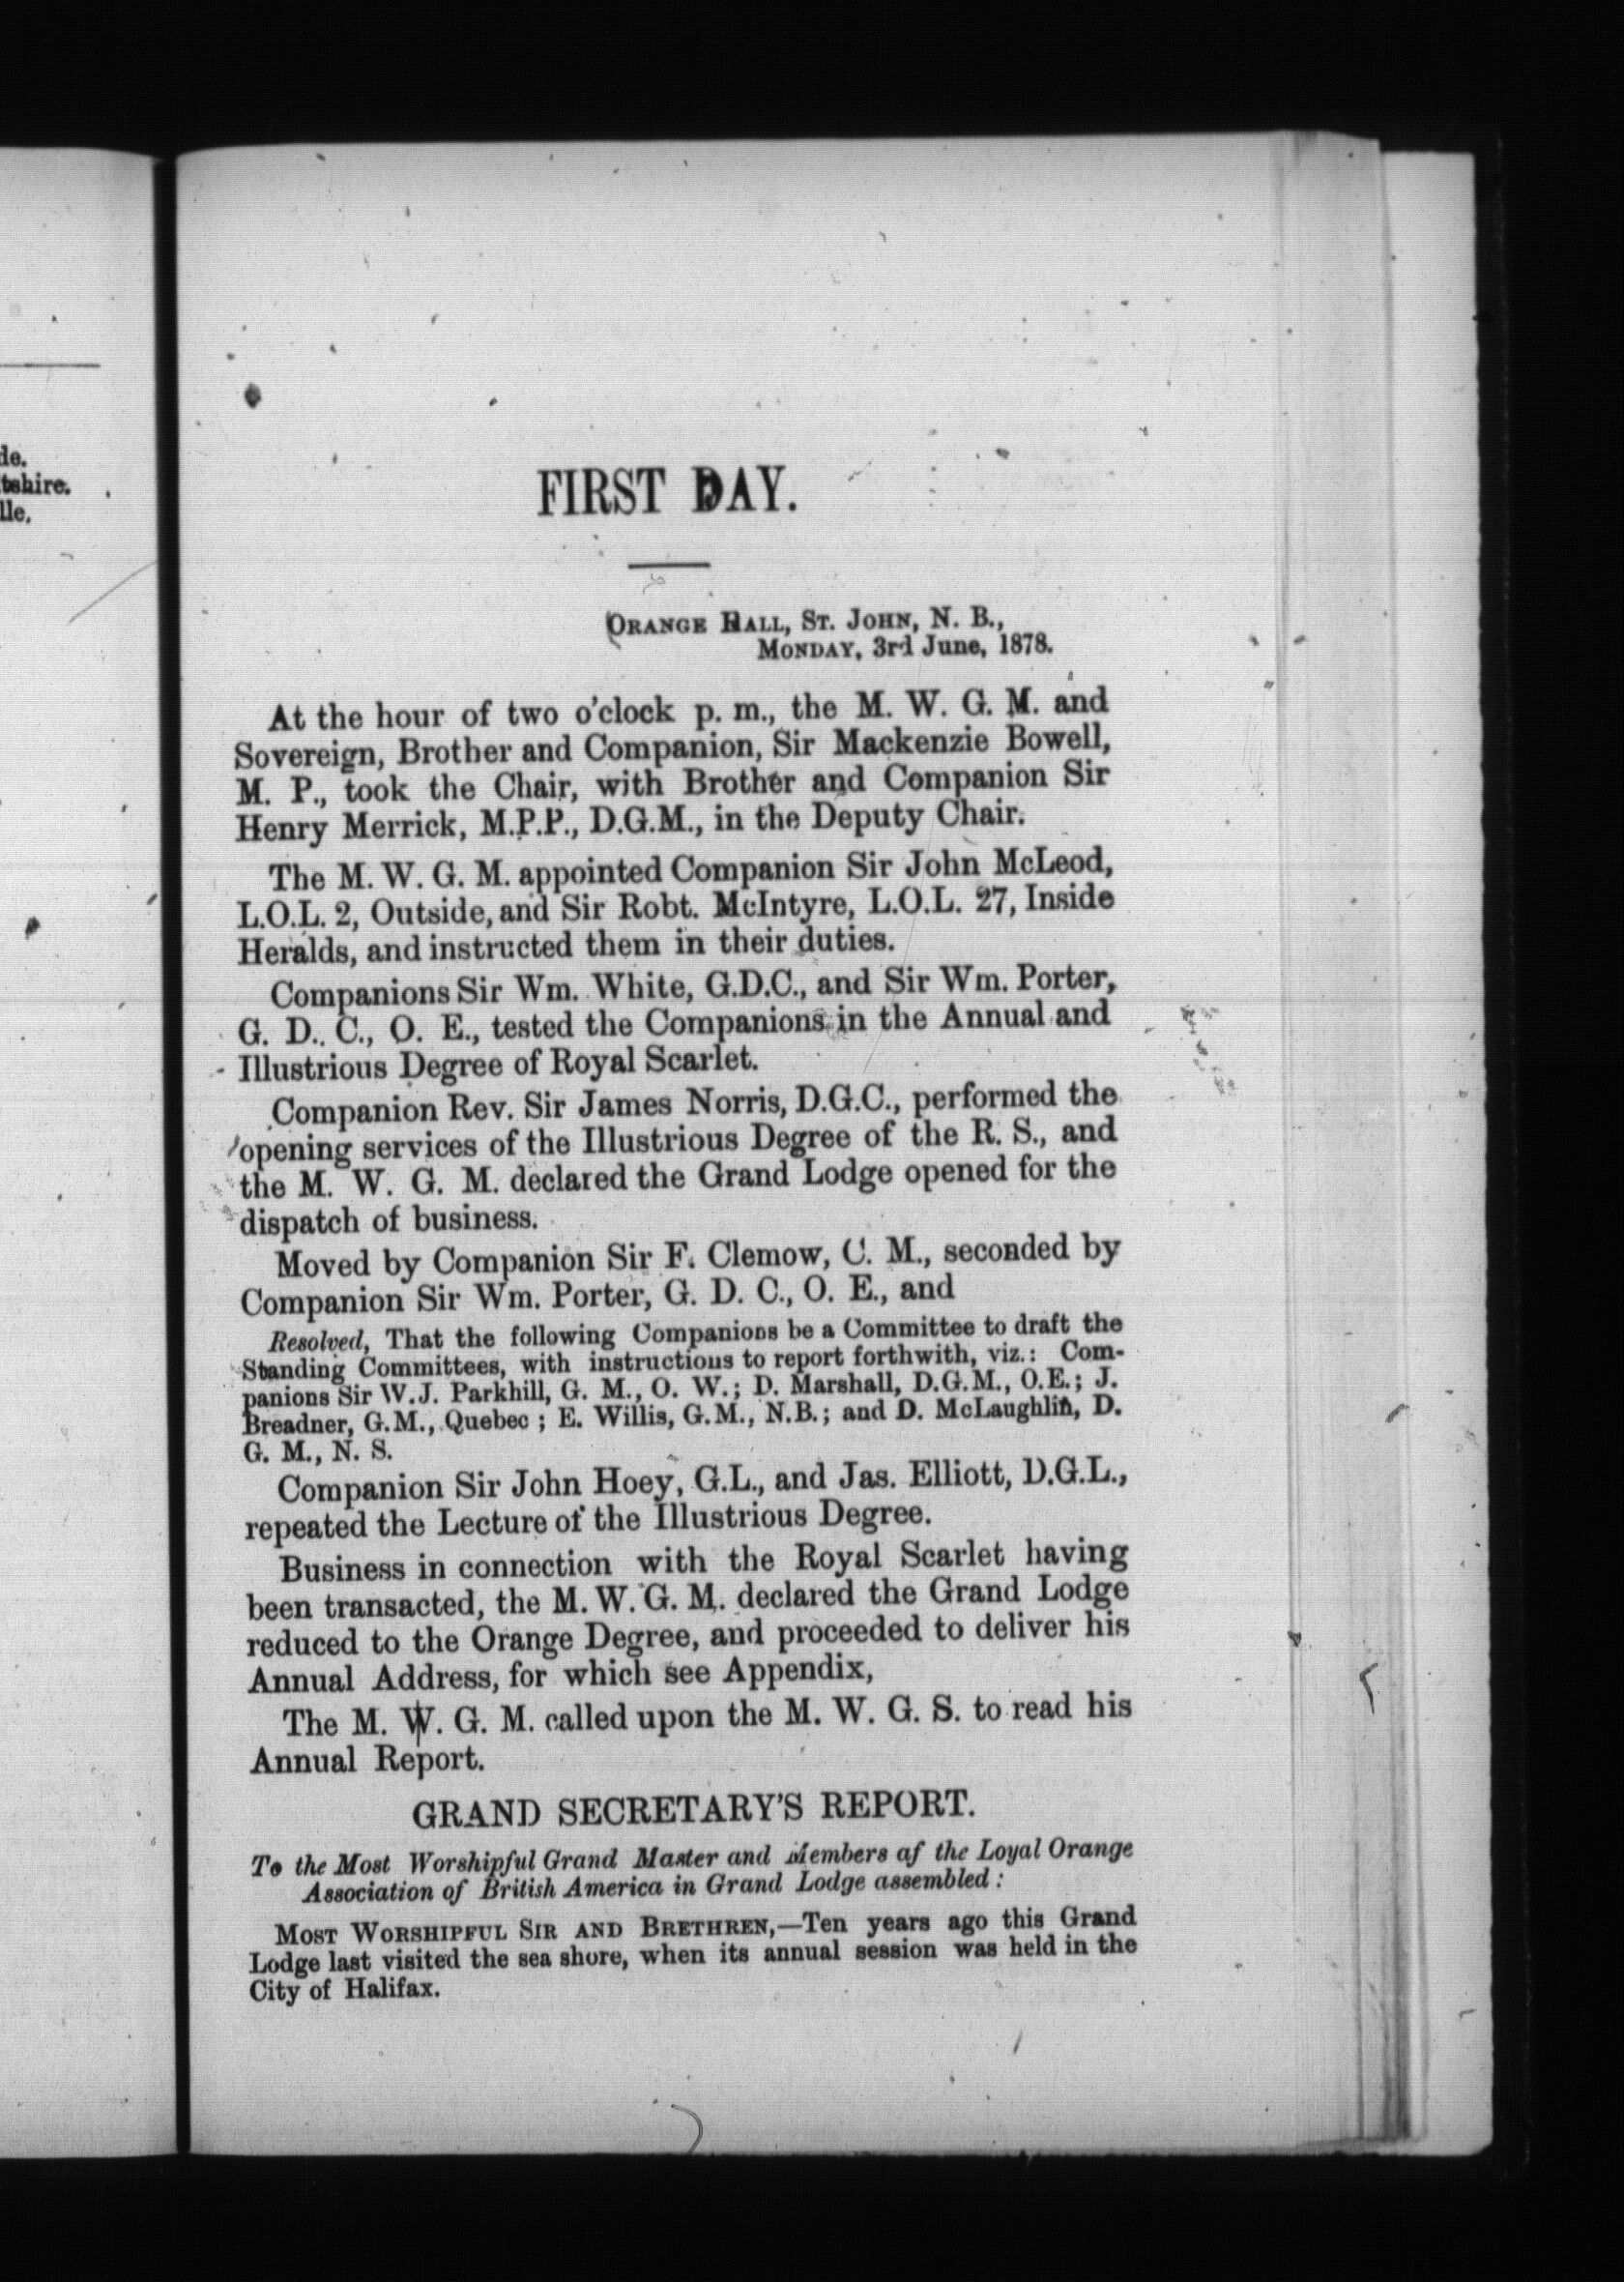 de.
tshire.
lle,
FIRST DAY.
ORANGE HALL, ST. JOHN, N. B.,
MONDAY, 3rd June, 1878.
At the hour of two o'clock p. m., the M. W. G. M. and
Sovereign, Brother and Companion, Sir Mackenzie Bowell,
M. P., took the Chair, with Brother and Companion Sir
Henry Merrick, M.P.P., D.G.M., in the Deputy Chair.
The M. W. G. M. appointed Companion Sir John McLeod,
L.O.L. 2, Outside, and Sir Robt. McIntyre, L.O.L. 27, Inside
Heralds, and instructed them in their duties.
Companions Sir Wm. White, G.D.C., and Sir Wm. Porter,
G. D. C., O. E., tested the Companions in the Annual and
Illustrious Degree of Royal Scarlet.
Companion Rev. Sir James Norris, D.G.C., performed the
opening services of the Illustrious Degree of the R. S., and
the M. W. G. M. declared the Grand Lodge opened for the
dispatch of business.
Moved by Companion Sir F. Clemow, C. M., seconded by
Companion Sir Wm. Porter, G. D. C., O. E., and
Resolved, That the following Companions be a Committee to draft the
Standing Committees, with instructions to report forthwith, viz.: Com-
panions Sir W.J. Parkhill, G. M., O. W.; D. Marshall, D.G.M., O.E.; J.
Breadner, G.M., Quebec; E. Willis, G.M., N.B.; and D. McLaughlin, D.
G. M., N. S.
Companion Sir John Hoey, G.L., and Jas. Elliott, D.G.L.,
repeated the Lecture of the Illustrious Degree.
Business in connection with the Royal Scarlet having
been transacted, the M. W. G. M. declared the Grand Lodge
reduced to the Orange Degree, and proceeded to deliver his
Annual Address, for which see Appendix,
The M. W. G. M. called upon the M. W. G. S. to read his
Annual Report.
GRAND SECRETARY'S REPORT.
To the Most Worshipful Grand Master and Members af the Loyal Orange
Association of British America in Grand Lodge assembled:
MOST WORSHIPFUL SIR AND BRETHREN,—Ten years ago this Grand
Lodge last visited the sea shore, when its annual session was held in the
City of Halifax.